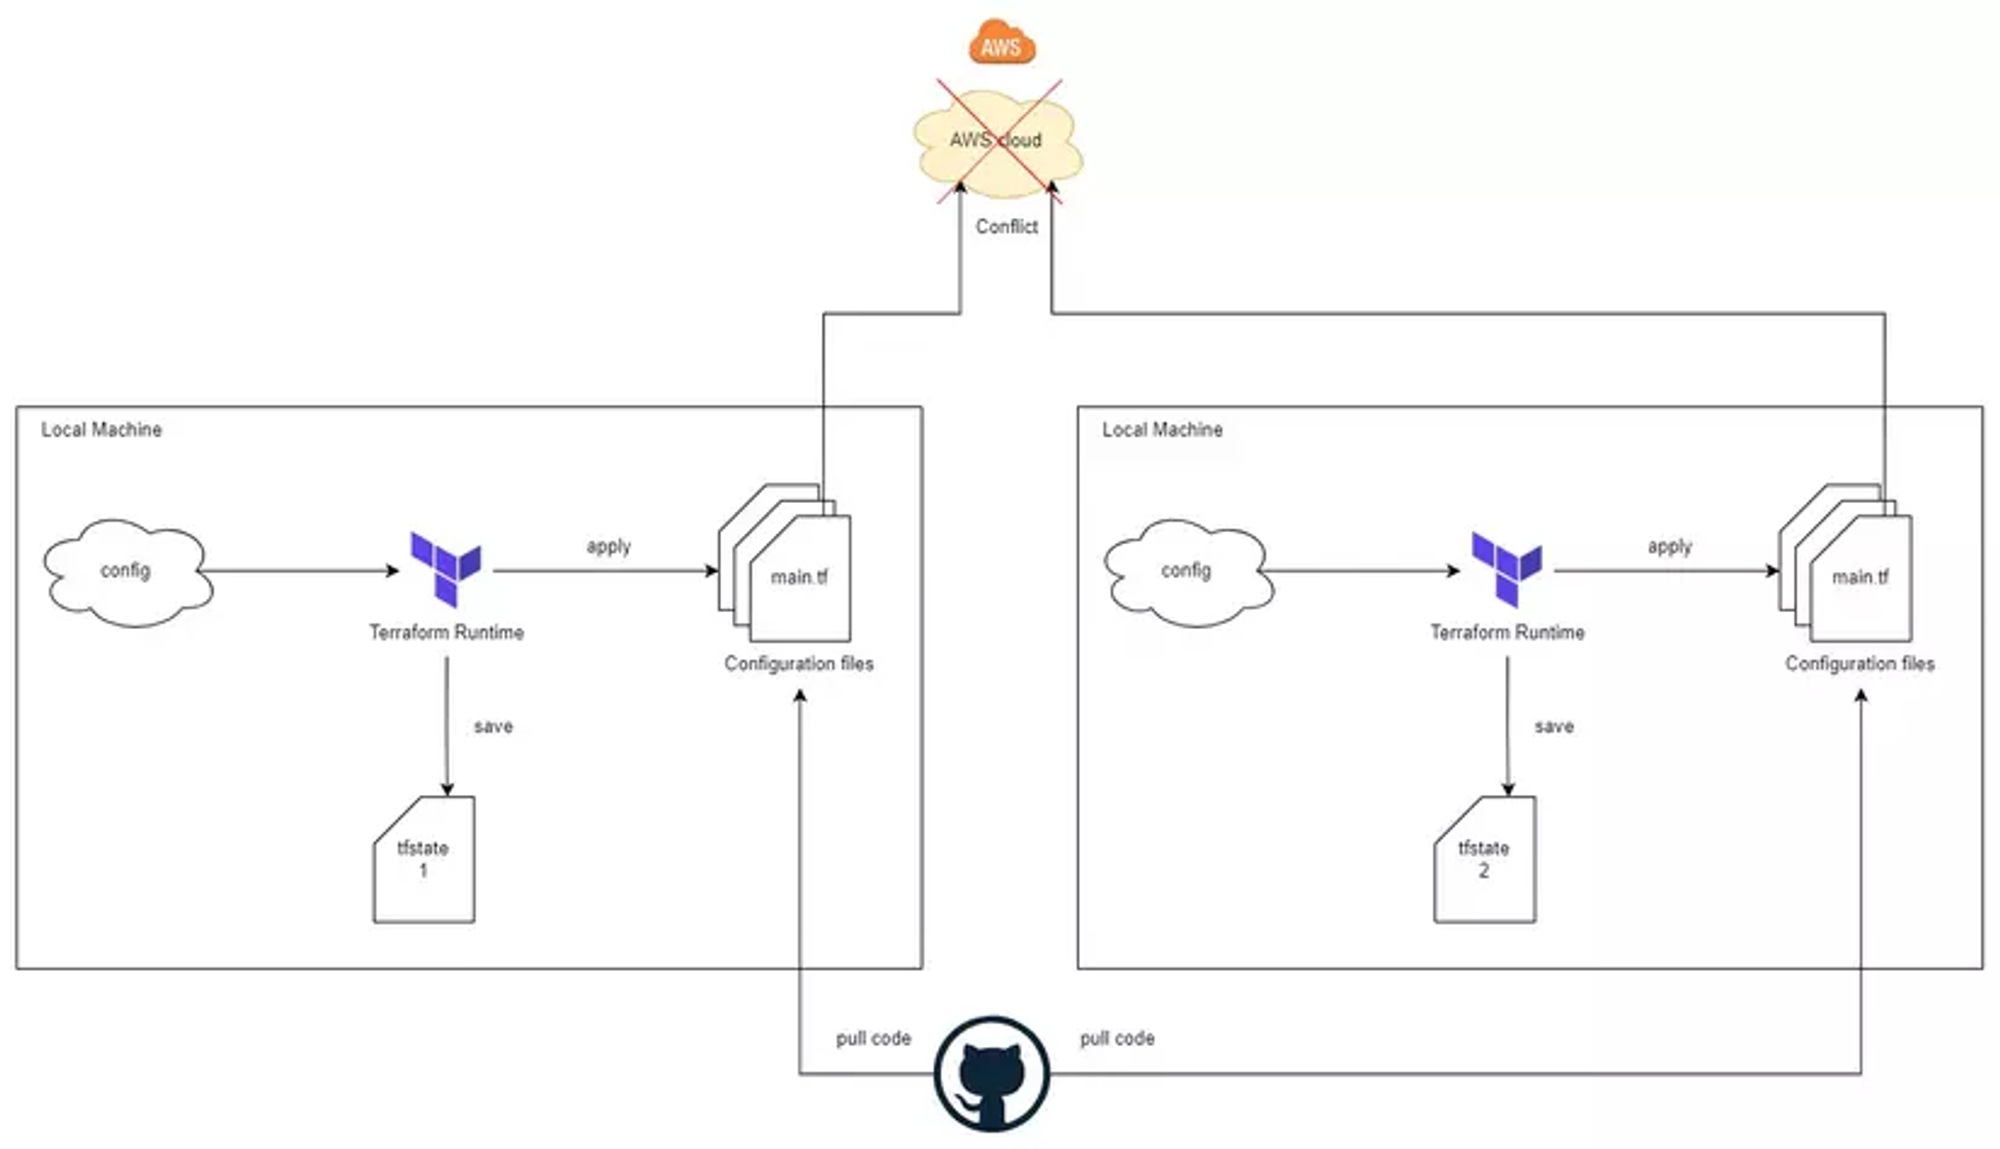 AWS
AWS cloud
Conflict
Local Machine
config
apply
main.tf
Terraform Runtime
Configuration files
save
tfstate
1
Local Machine
config
apply
main.tf
Terraform Runtime
Configuration files
save
tfstate
2
pull code
pull code